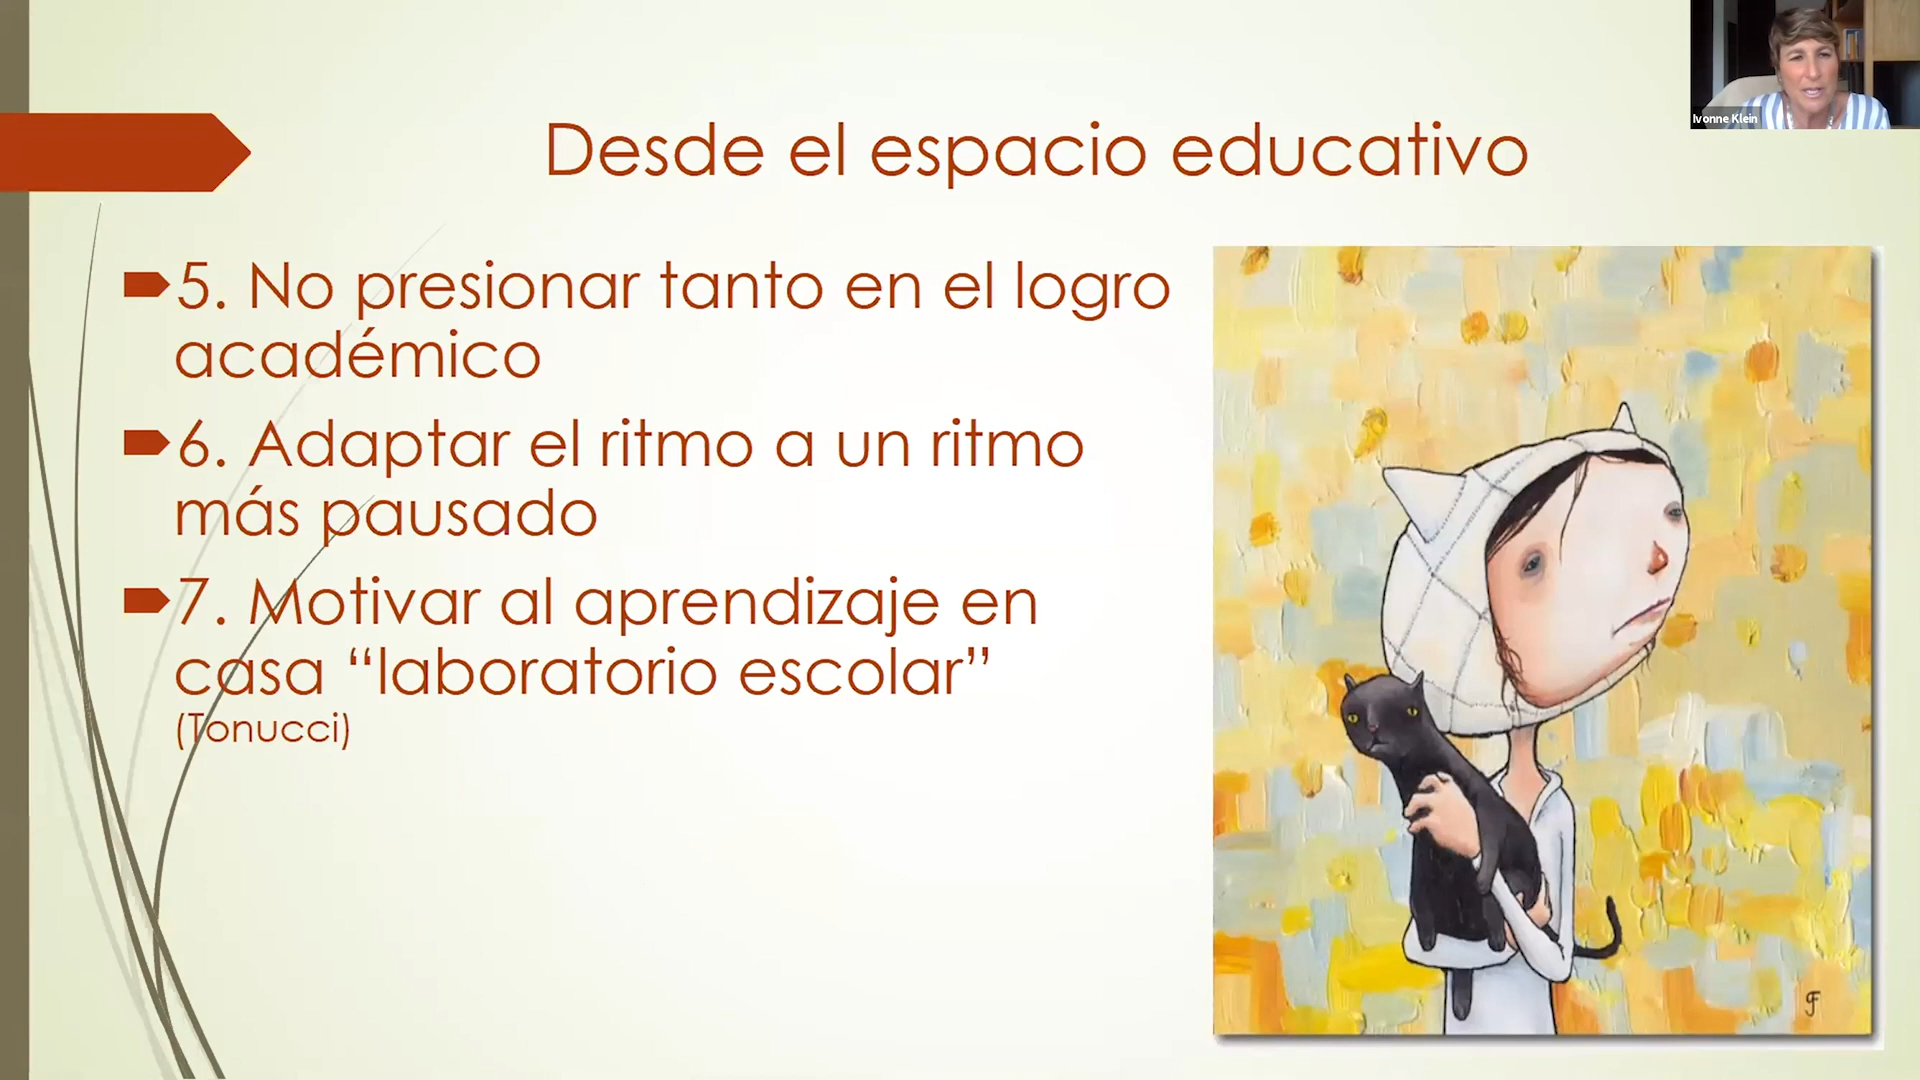 Ivonne Klein
Desde el espacio educativo
5. No presionar tanto en el logro
académico
6. Adaptar el ritmo a un ritmo
más pausado
7. Motivar al aprendizaje en
casa “laboratorio escolar”
(Tonucci)